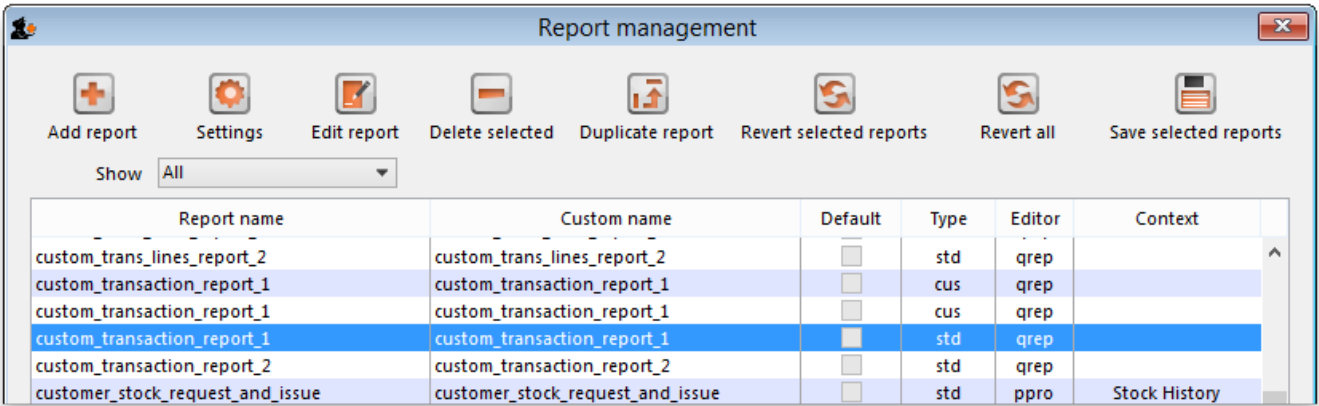 Report management
Add report Settings Edit report Delete selected Duplicate report Revert selected reports Revert all Save selected reports
Show All
Report name Custom name Default Type Editor Context
custom_trans_lines_report_2 custom_trans_lines_report_2 std qrep
custom_transaction_report_1 custom_transaction_report_1 cus qrep
custom_transaction_report_1 custom_transaction_report_1 cus qrep
custom_transaction_report_1 custom_transaction_report_1 std qrep
custom_transaction_report_2 custom_transaction_report_2 std qrep
customer_stock_request_and_issue customer_stock_request_and_issue std ppro Stock History